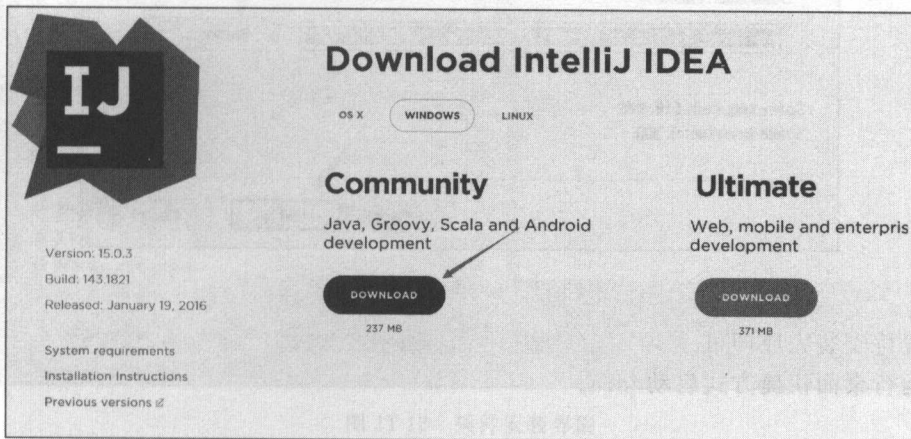 IJ
Download IntelliJ IDEA
OS X WINDOWS LINUX
Community
Java, Groovy, Scala and Android
development
DOWNLOAD
237 MB
Ultimate
Web, mobile and enterpris
development
DOWNLOAD
371 MB
Version: 15.0.3
Build: 143.1821
Released: January 19, 2016
System requirements
Installation Instructions
Previous versions